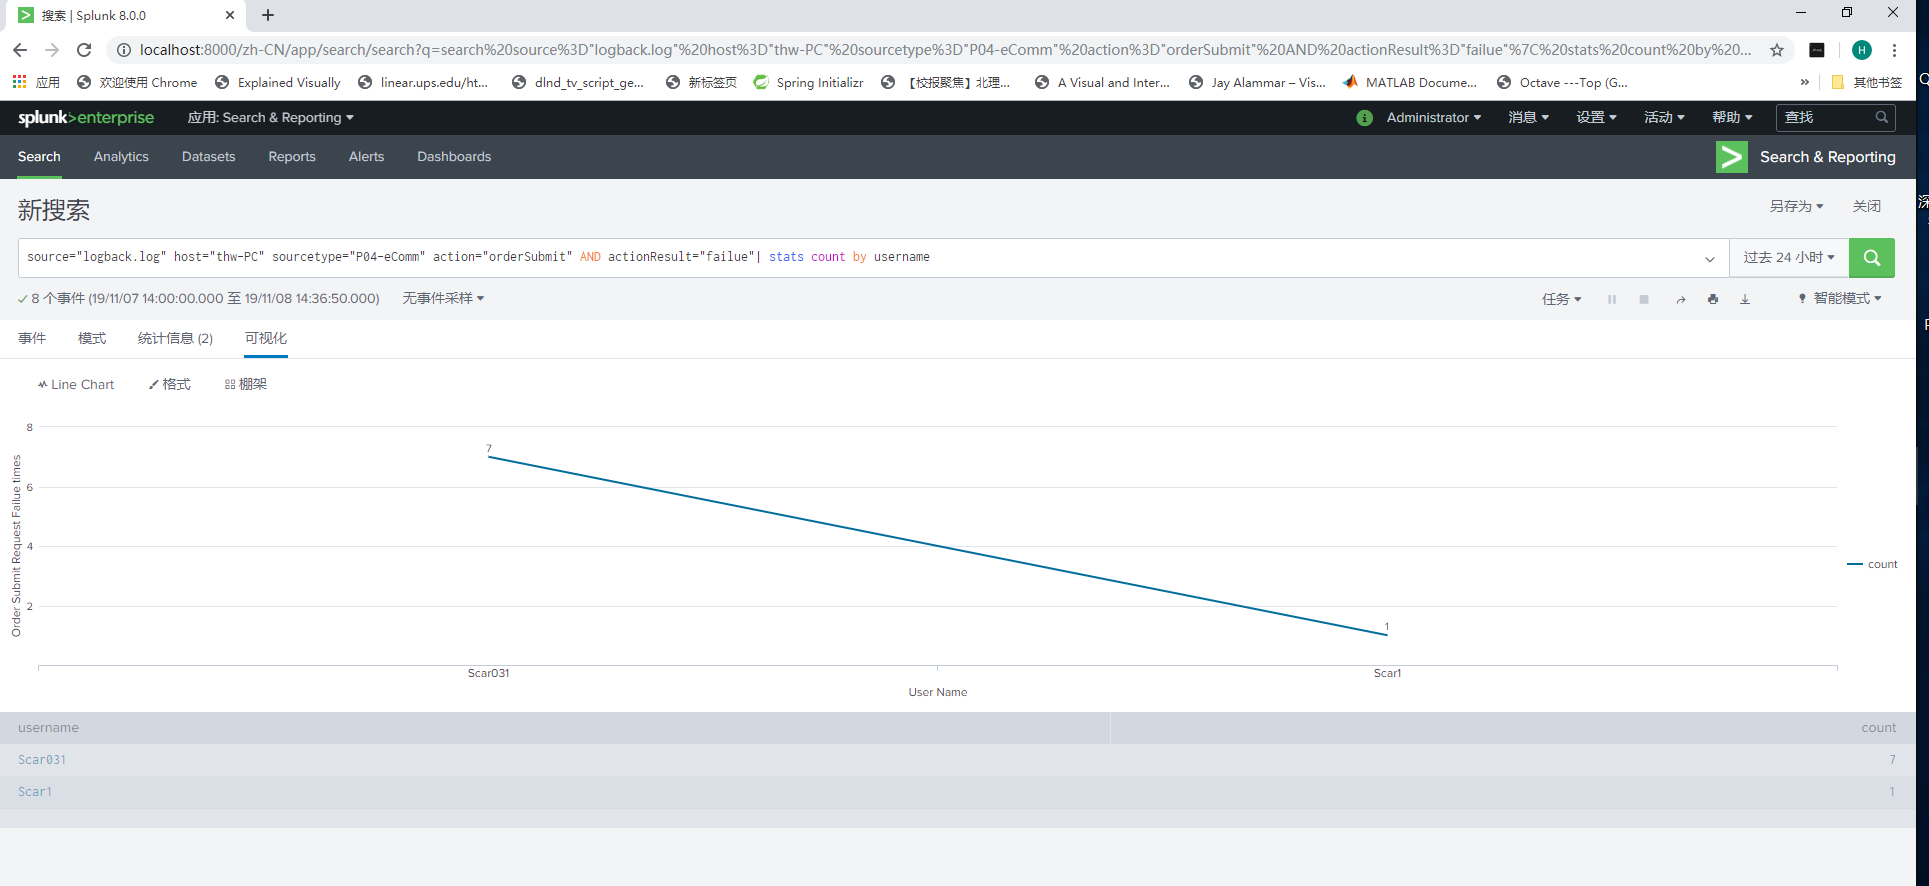 搜索 | Splunk 8.0.0
localhost:8000/zh-CN/app/search/search?q=search%20source%3D"logback.log"%20host%3D"thw-PC"%20sourcetype%3D"P04-eComm"%20action%3D"orderSubmit"%20AND%20actionResult%3D"failue"%7C%20stats%20count%20by%20...
H
应用 欢迎使用 Chrome Explained Visually linear.ups.edu/ht... dlnd_tv_script_ge... 新标签页 Spring Initializr 【校报聚焦】北理... A Visual and Inter... Jay Alammar – Vis... MATLAB Docume... Octave ---Top (G... » 其他书签
splunk>enterprise 应用: Search & Reporting Administrator 消息 设置 活动 帮助 查找
Search Analytics Datasets Reports Alerts Dashboards Search & Reporting
新搜索 另存为 关闭
source="logback.log" host="thw-PC" sourcetype="P04-eComm" action="orderSubmit" AND actionResult="failue"| stats count by username 过去 24 小时
8 个事件 (19/11/07 14:00:00.000 至 19/11/08 14:36:50.000) 无事件采样 任务 智能模式
事件 模式 统计信息 (2) 可视化
Line Chart 格式 棚架
Order Submit Request Failue times
8
7
6
4
2
1
count
Scar031 Scar1
User Name
username count
Scar031 7
Scar1 1